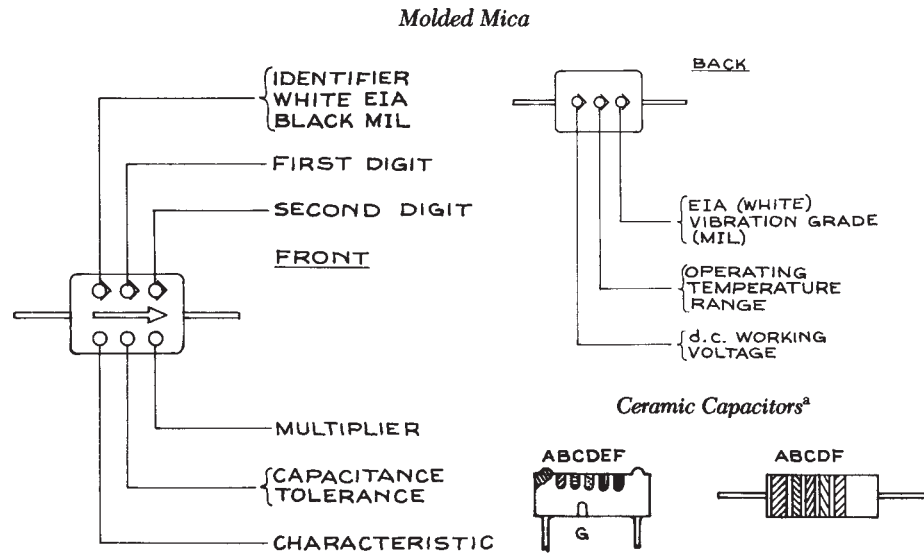 Molded Mica
IDENTIFIER
WHITE EIA
BLACK MIL
FIRST DIGIT
SECOND DIGIT
FRONT
MULTIPLIER
CAPACITANCE
TOLERANCE
CHARACTERISTIC
BACK
EIA (WHITE)
VIBRATION GRADE
(MIL)
OPERATING
TEMPERATURE
RANGE
d.c. WORKING
VOLTAGE
Ceramic Capacitorsª
ABCDEF
G
ABCDF